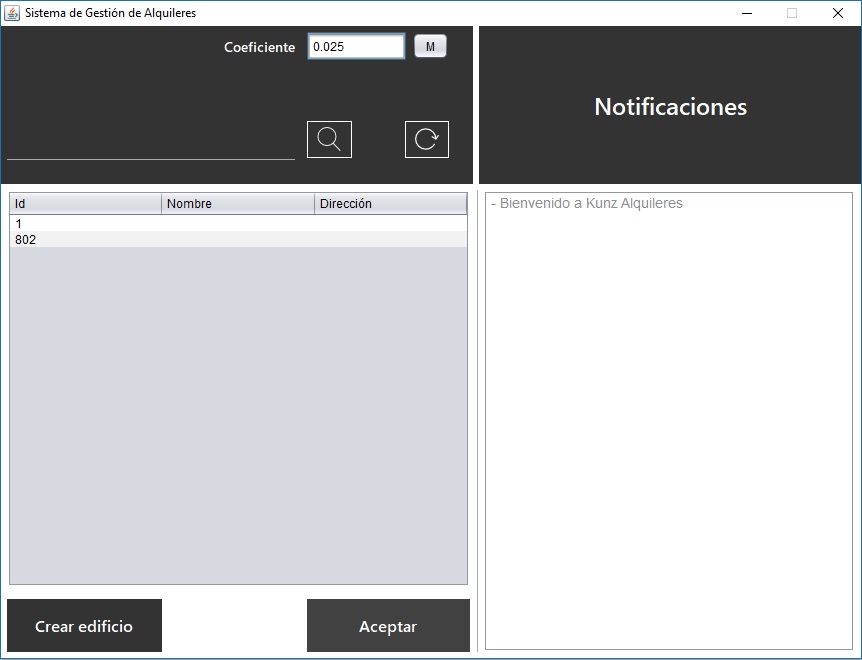 Sistema de Gestión de Alquileres
Coeficiente 0.025 M
Notificaciones
Id Nombre Dirección
1
802
- Bienvenido a Kunz Alquileres
Crear edificio Aceptar